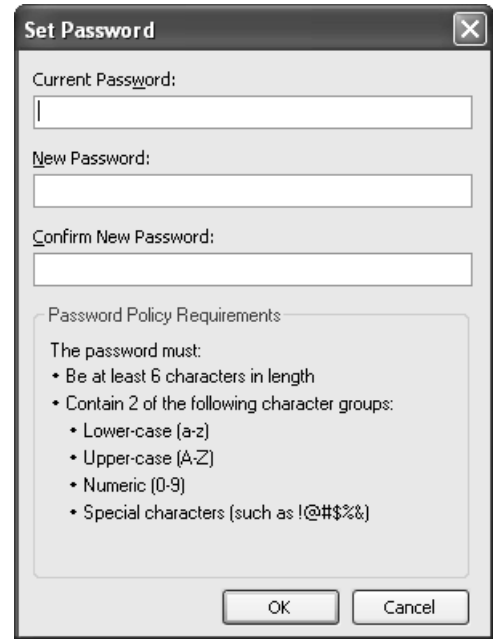 Set Password
Current Password:
New Password:
Confirm New Password:
Password Policy Requirements
The password must:
• Be at least 6 characters in length
• Contain 2 of the following character groups:
• Lower-case (a-z)
• Upper-case (A-Z)
• Numeric (0-9)
• Special characters (such as !@#$%&)
OK Cancel